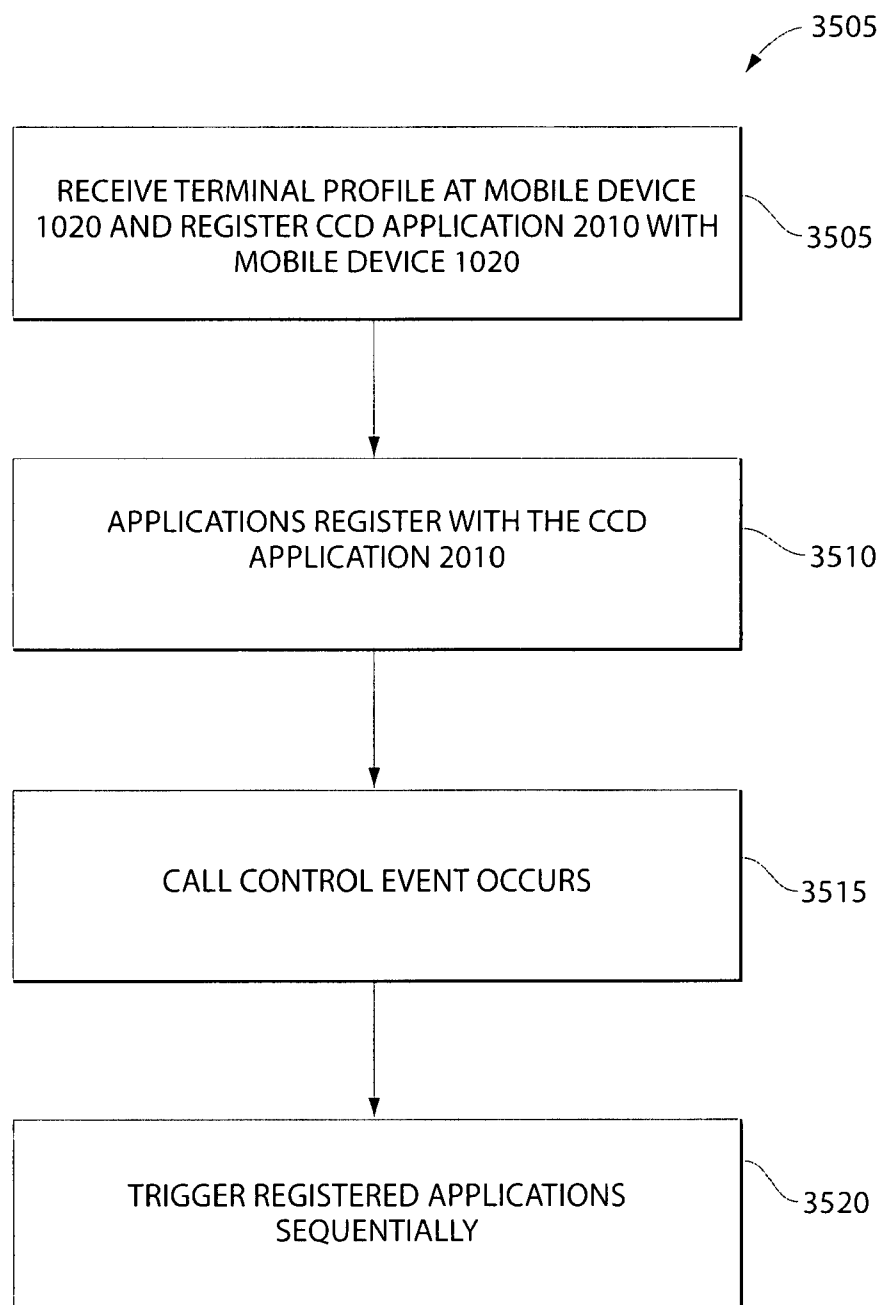 3505
RECEIVE TERMINAL PROFILE AT MOBILE DEVICE
1020 AND REGISTER CCD APPLICATION 2010 WITH
MOBILE DEVICE 1020
3505
APPLICATIONS REGISTER WITH THE CCD
APPLICATION 2010
3510
CALL CONTROL EVENT OCCURS
3515
TRIGGER REGISTERED APPLICATIONS
SEQUENTIALLY
3520